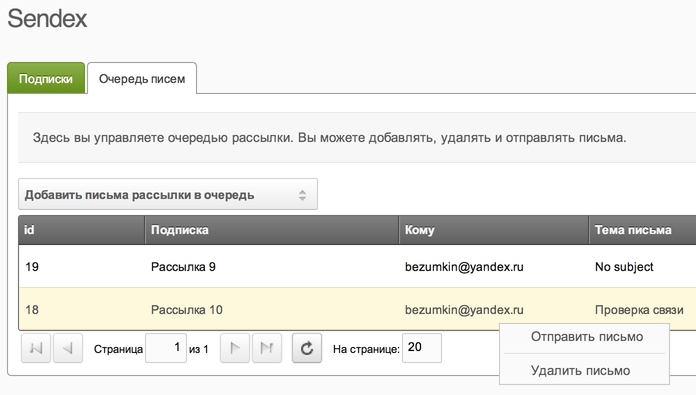 Sendex
Подписки Очередь писем
Здесь вы управляете очередью рассылки. Вы можете добавлять, удалять и отправлять письма.
Добавить письма рассылки в очередь
id Подписка Кому Тема письма
19 Рассылка 9 bezumkin@yandex.ru No subject
18 Рассылка 10 bezumkin@yandex.ru Проверка связи
Страница 1 из 1 На странице: 20
Отправить письмо
Удалить письмо